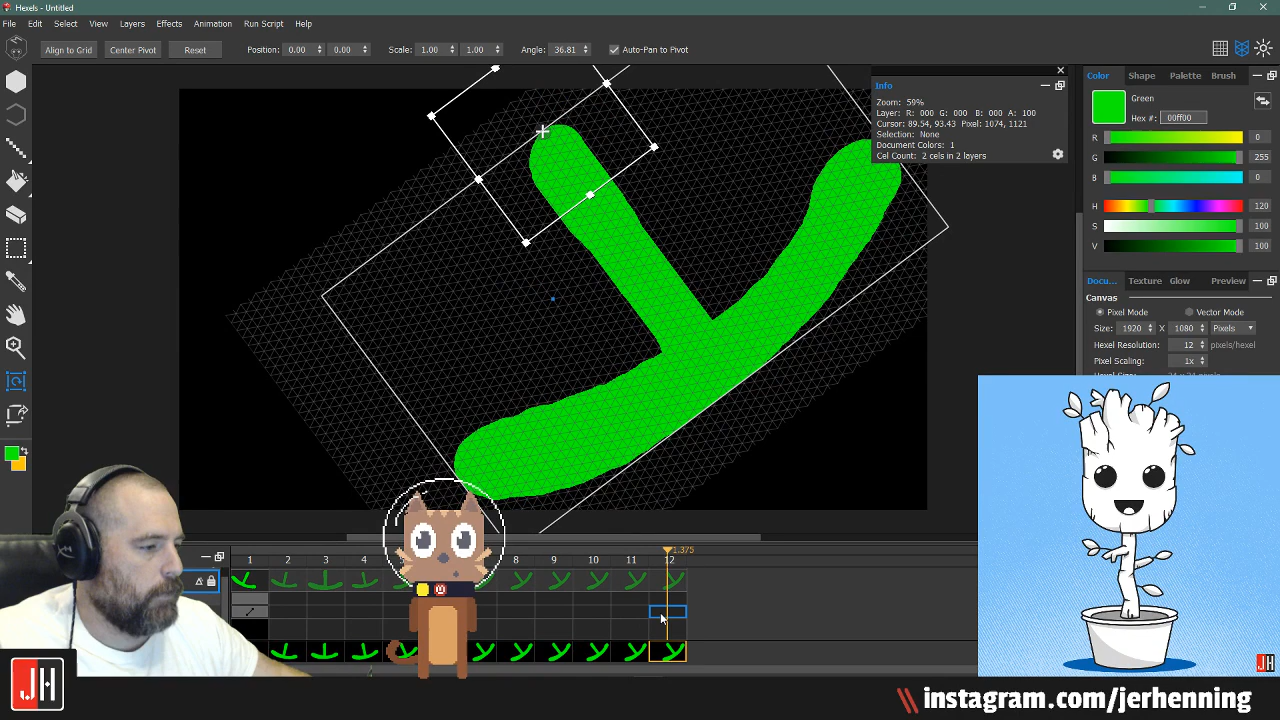 Hexels - Untitled
File Edit Select View Layers Effects Animation Run Script Help
Align to Grid Center Pivot Reset Position: 0.00 0.00 Scale: 1.00 1.00 Angle: 36.81 Auto-Pan to Pivot
Info
Zoom: 59%
Layer: R: 000 G: 000 B: 000 A: 100
Cursor: 89.54, 93.43 Pixel: 1074, 1121
Selection: None
Document Colors: 1
Cel Count: 2 cels in 2 layers
Color Shape Palette Brush
Green
Hex #: 00ff00
R 0
G 255
B 0
H 120
S 100
V 100
Docu... Texture Glow Preview
Canvas
Pixel Mode Vector Mode
Size: 1920 X 1080 Pixels
Hexel Resolution: 12 pixels/hexel
Pixel Scaling: 1x
1.375
1 2 3 4 8 9 10 11 12
JH
JH
\\ instagram.com/jerhenning